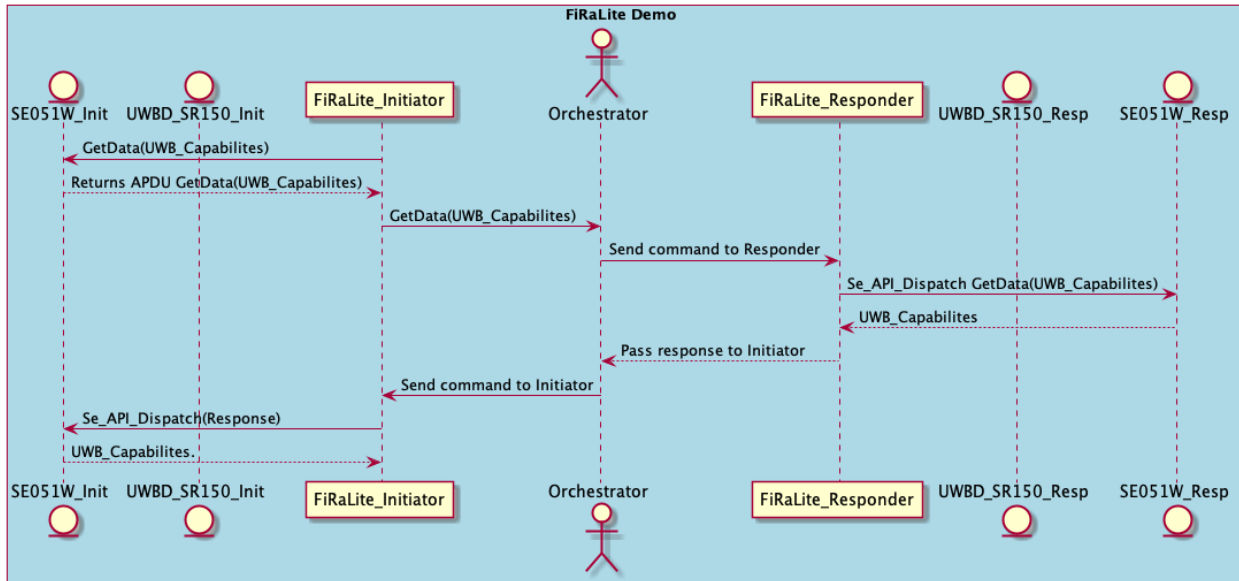 FiRaLite Demo
SE051W_Init
UWBD_SR150_Init
FiRaLite_Initiator
Orchestrator
FiRaLite_Responder
UWBD_SR150_Resp
SE051W_Resp
GetData(UWB_Capabilites)
Returns APDU GetData(UWB_Capabilites)
GetData(UWB_Capabilites)
Send command to Responder
Se_API_Dispatch GetData(UWB_Capabilites)
UWB_Capabilites
Pass response to Initiator
Send command to Initiator
Se_API_Dispatch(Response)
UWB_Capabilites.
SE051W_Init
UWBD_SR150_Init
FiRaLite_Initiator
Orchestrator
FiRaLite_Responder
UWBD_SR150_Resp
SE051W_Resp